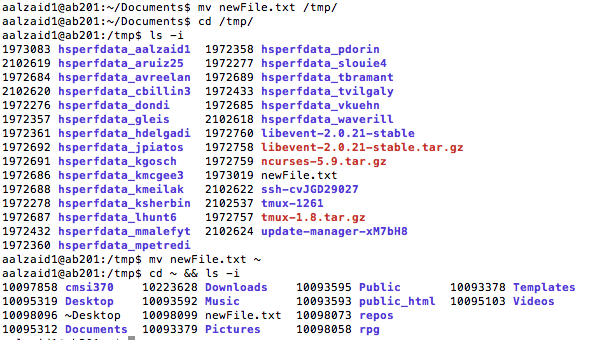 aalzaid1@ab201:~/Documents$ mv newFile.txt /tmp/
aalzaid1@ab201:~/Documents$ cd /tmp/
aalzaid1@ab201:/tmp$ ls -i
1973083 hsperfdata_aalzaid1 1972358 hsperfdata_pdorin
2102619 hsperfdata_aruiz25 1972277 hsperfdata_slouie4
1972684 hsperfdata_avreelan 1972689 hsperfdata_tbramant
2102620 hsperfdata_cbillin3 1972433 hsperfdata_tvilgaly
1972276 hsperfdata_dondi 1972685 hsperfdata_vkuehn
1972357 hsperfdata_gleis 2102618 hsperfdata_waverill
1972361 hsperfdata_hdelgadi 1972760 libevent-2.0.21-stable
1972692 hsperfdata_jpiatos 1972758 libevent-2.0.21-stable.tar.gz
1972691 hsperfdata_kgosch 1972759 ncurses-5.9.tar.gz
1972686 hsperfdata_kmcgee3 1973019 newFile.txt
1972688 hsperfdata_kmeilak 2102622 ssh-cvJGD29027
1972278 hsperfdata_ksherbin 2102537 tmux-1261
1972687 hsperfdata_lhunt6 1972757 tmux-1.8.tar.gz
1972432 hsperfdata_mmalefyt 2102624 update-manager-xM7bH8
1972360 hsperfdata_mpetredi
aalzaid1@ab201:/tmp$ mv newFile.txt ~
aalzaid1@ab201:/tmp$ cd ~ && ls -i
10097858 cmsi370 10223628 Downloads 10093595 Public 10093378 Templates
10095319 Desktop 10093592 Music 10093593 public_html 10095103 Videos
10098096 ~Desktop 10098099 newFile.txt 10098073 repos
10095312 Documents 10093379 Pictures 10098058 rpg